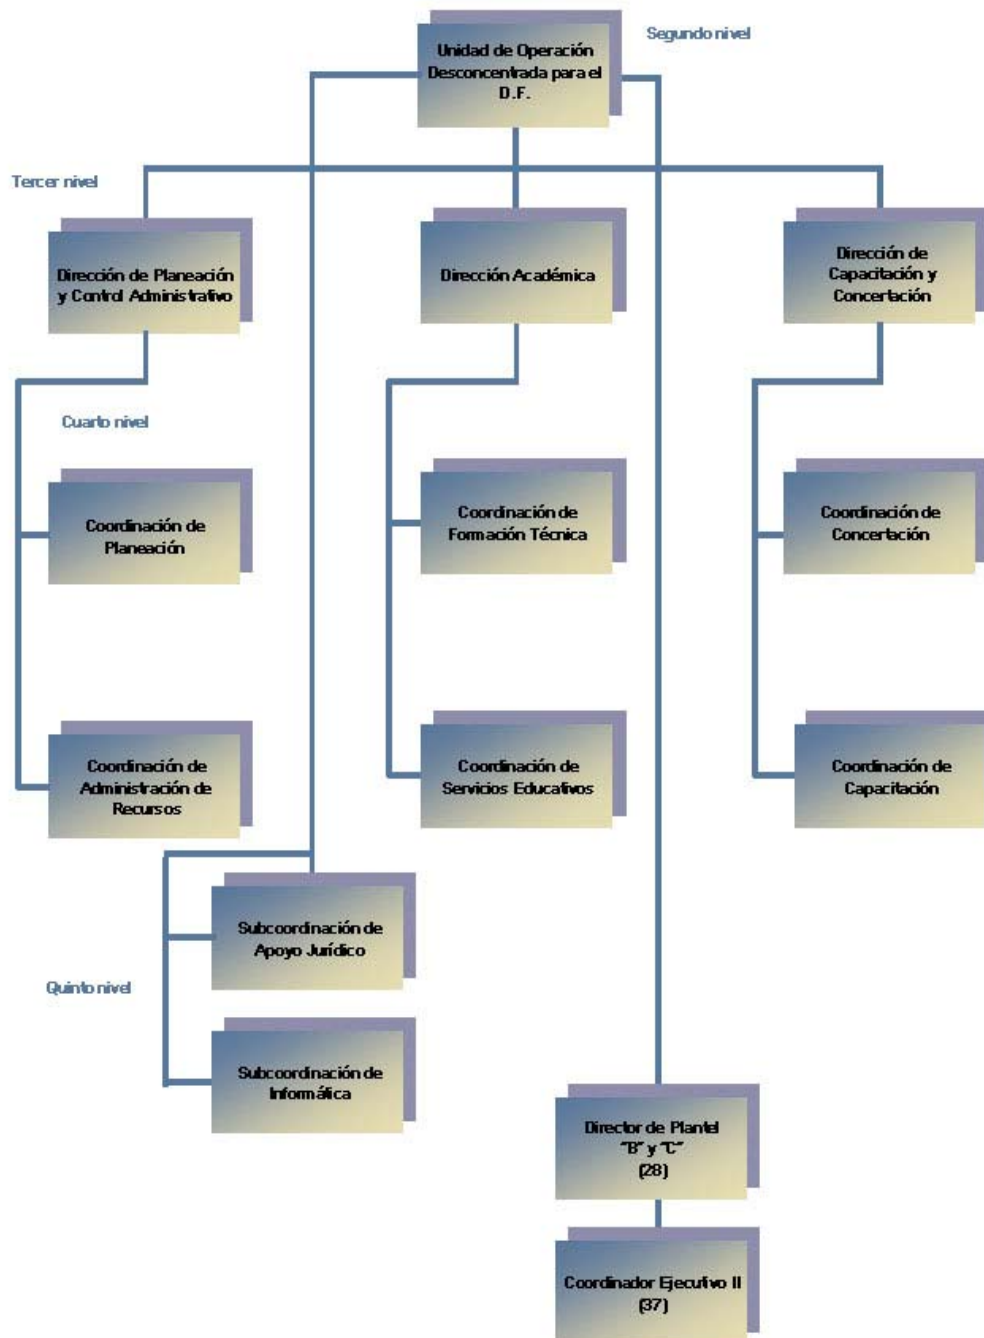 Segundo nivel
Unidad de Operación
Desconcentrada para el
D.F.
Tercer nivel
Dirección de Planeación
y Control Administrativo
Dirección Académica
Dirección de
Capacitación y
Concertación
Cuarto nivel
Coordinación de
Planeación
Coordinación de
Formación Técnica
Coordinación de
Concertación
Coordinación de
Administración de
Recursos
Coordinación de
Servicios Educativos
Coordinación de
Capacitación
Subcoordinación de
Apoyo Jurídico
Quinto nivel
Subcoordinación de
Informática
Director de Plantel
"B" y "C"
(28)
Coordinador Ejecutivo II
(37)